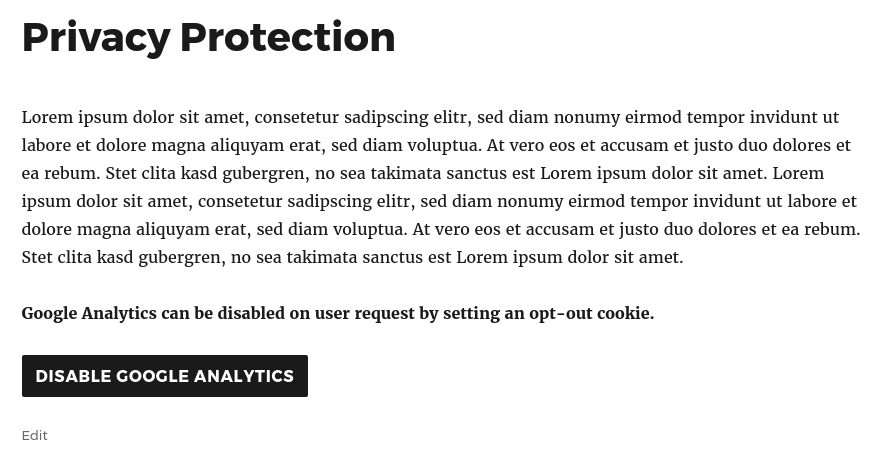 Privacy Protection
Lorem ipsum dolor sit amet, consetetur sadipscing elitr, sed diam nonumy eirmod tempor invidunt ut
labore et dolore magna aliquyam erat, sed diam voluptua. At vero eos et accusam et justo duo dolores et
ea rebum. Stet clita kasd gubergren, no sea takimata sanctus est Lorem ipsum dolor sit amet. Lorem
ipsum dolor sit amet, consetetur sadipscing elitr, sed diam nonumy eirmod tempor invidunt ut labore et
dolore magna aliquyam erat, sed diam voluptua. At vero eos et accusam et justo duo dolores et ea rebum.
Stet clita kasd gubergren, no sea takimata sanctus est Lorem ipsum dolor sit amet.
Google Analytics can be disabled on user request by setting an opt-out cookie.
DISABLE GOOGLE ANALYTICS
Edit